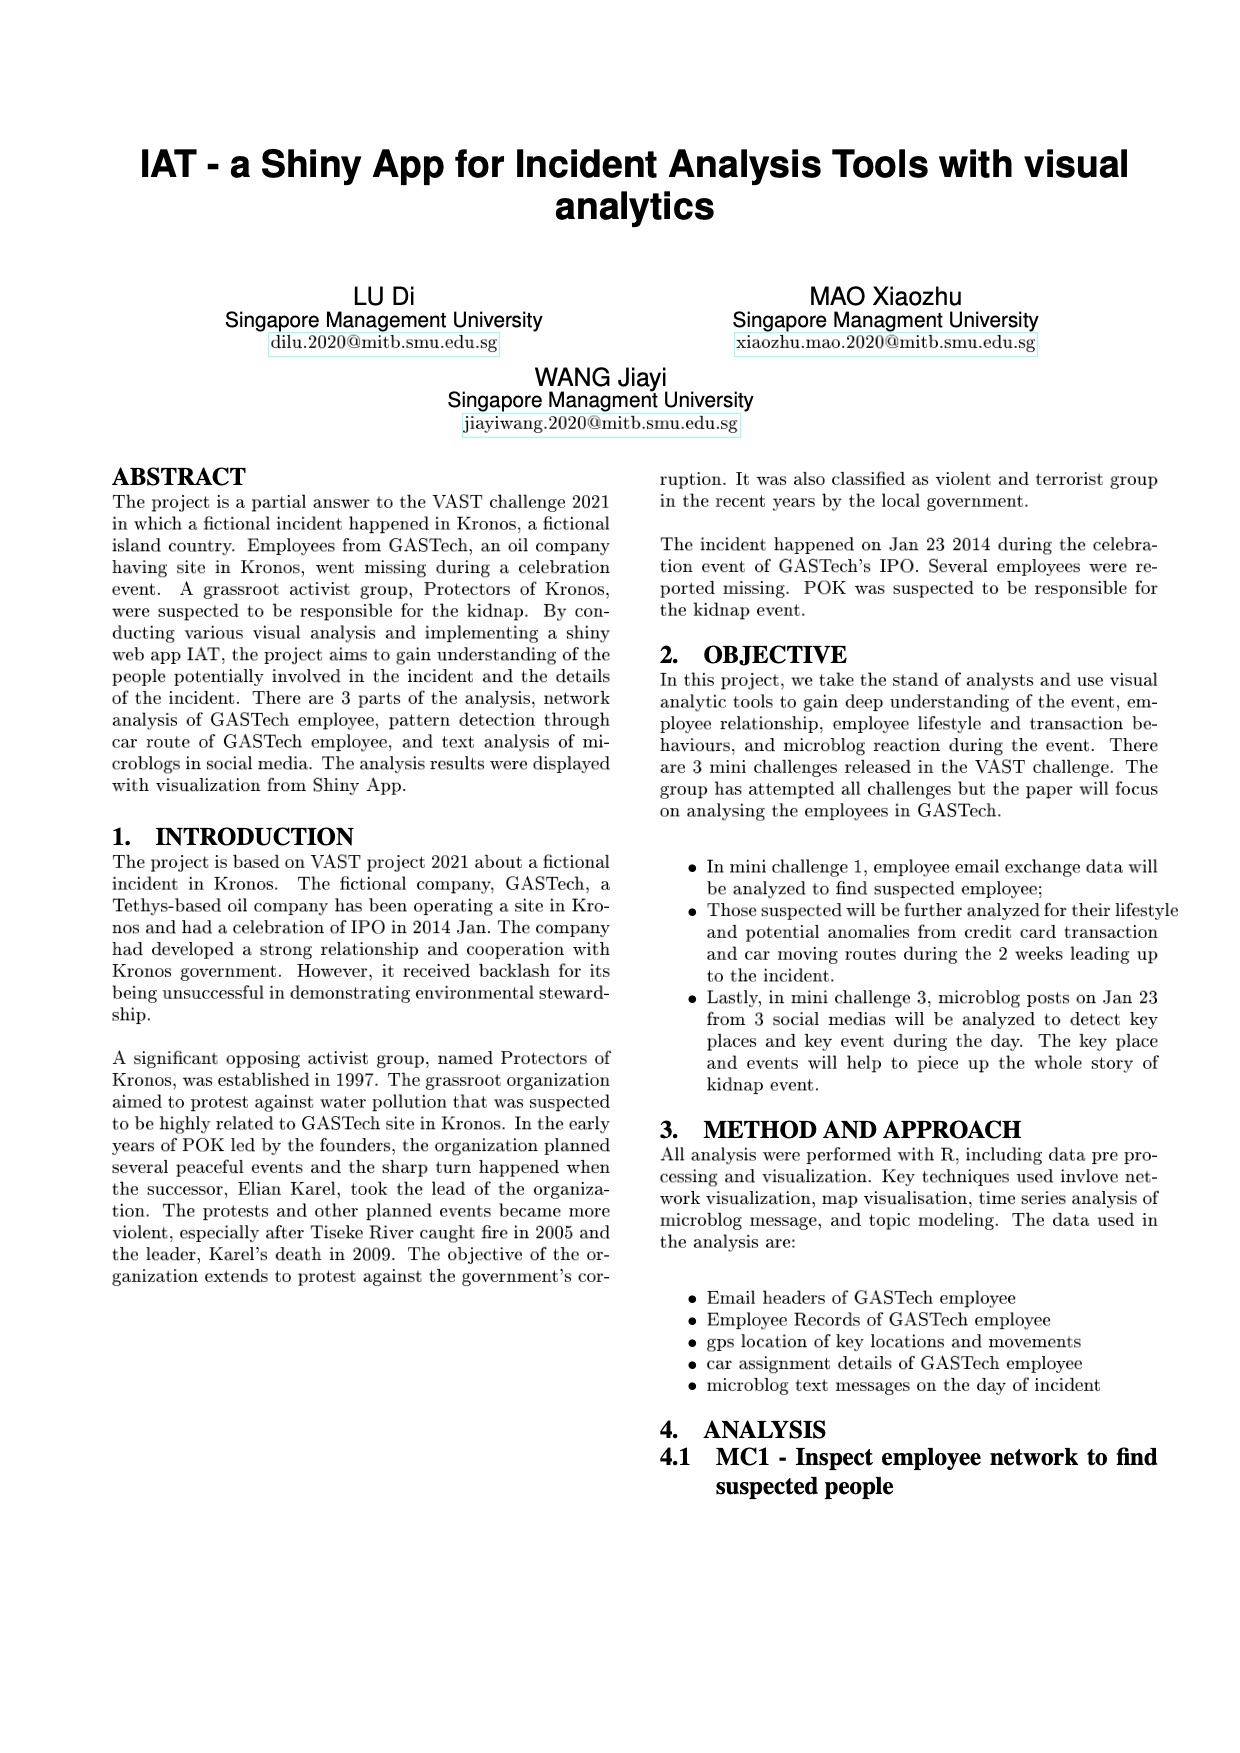 IAT - a Shiny App for Incident Analysis Tools with visual
analytics
LU Di
Singapore Management University
dilu.2020@mitb.smu.edu.sg
MAO Xiaozhu
Singapore Managment University
xiaozhu.mao.2020@mitb.smu.edu.sg
WANG Jiayi
Singapore Managment University
jiayiwang.2020@mitb.smu.edu.sg
ABSTRACT
The project is a partial answer to the VAST challenge 2021
in which a fictional incident happened in Kronos, a fictional
island country. Employees from GASTech, an oil company
having site in Kronos, went missing during a celebration
event. A grassroot activist group, Protectors of Kronos,
were suspected to be responsible for the kidnap. By con-
ducting various visual analysis and implementing a shiny
web app IAT, the project aims to gain understanding of the
people potentially involved in the incident and the details
of the incident. There are 3 parts of the analysis, network
analysis of GASTech employee, pattern detection through
car route of GASTech employee, and text analysis of mi-
croblogs in social media. The analysis results were displayed
with visualization from Shiny App.
1. INTRODUCTION
The project is based on VAST project 2021 about a fictional
incident in Kronos. The fictional company, GASTech, a
Tethys-based oil company has been operating a site in Kro-
nos and had a celebration of IPO in 2014 Jan. The company
had developed a strong relationship and cooperation with
Kronos government. However, it received backlash for its
being unsuccessful in demonstrating environmental steward-
ship.
A significant opposing activist group, named Protectors of
Kronos, was established in 1997. The grassroot organization
aimed to protest against water pollution that was suspected
to be highly related to GASTech site in Kronos. In the early
years of POK led by the founders, the organization planned
several peaceful events and the sharp turn happened when
the successor, Elian Karel, took the lead of the organiza-
tion. The protests and other planned events became more
violent, especially after Tiseke River caught fire in 2005 and
the leader, Karel's death in 2009. The objective of the or-
ganization extends to protest against the government's cor-
ruption. It was also classified as violent and terrorist group
in the recent years by the local government.
The incident happened on Jan 23 2014 during the celebra-
tion event of GASTech's IPO. Several employees were re-
ported missing. POK was suspected to be responsible for
the kidnap event.
2. OBJECTIVE
In this project, we take the stand of analysts and use visual
analytic tools to gain deep understanding of the event, em-
ployee relationship, employee lifestyle and transaction be-
haviours, and microblog reaction during the event. There
are 3 mini challenges released in the VAST challenge. The
group has attempted all challenges but the paper will focus
on analysing the employees in GASTech.
• In mini challenge 1, employee email exchange data will
be analyzed to find suspected employee;
• Those suspected will be further analyzed for their lifestyle
and potential anomalies from credit card transaction
and car moving routes during the 2 weeks leading up
to the incident.
• Lastly, in mini challenge 3, microblog posts on Jan 23
from 3 social medias will be analyzed to detect key
places and key event during the day. The key place
and events will help to piece up the whole story of
kidnap event.
3. METHOD AND APPROACH
All analysis were performed with R, including data pre pro-
cessing and visualization. Key techniques used invlove net-
work visualization, map visualisation, time series analysis of
microblog message, and topic modeling. The data used in
the analysis are:
• Email headers of GASTech employee
• Employee Records of GASTech employee
• gps location of key locations and movements
• car assignment details of GASTech employee
• microblog text messages on the day of incident
4. ANALYSIS
4.1 MC1 - Inspect employee network to find
suspected people